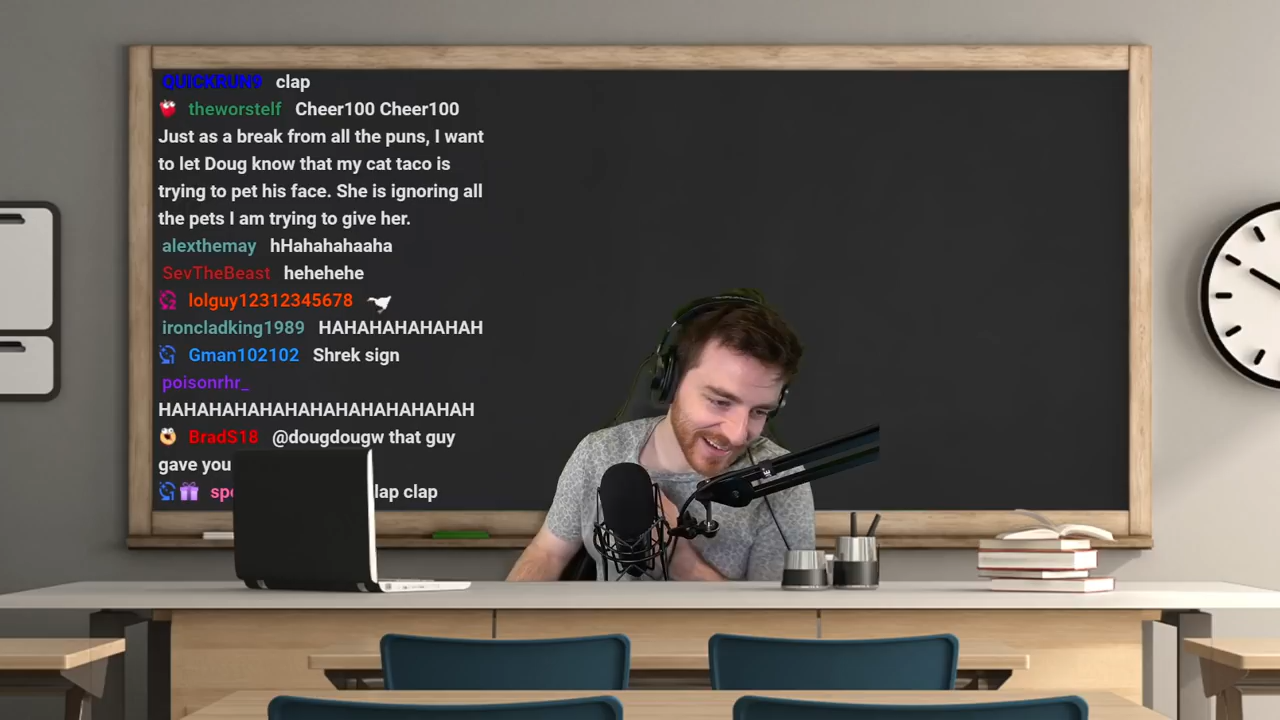 QUICKRUN9 clap
theworstelf Cheer100 Cheer100
Just as a break from all the puns, I want
to let Doug know that my cat taco is
trying to pet his face. She is ignoring all
the pets I am trying to give her.
alexthemay hHahahahaaha
SevTheBeast hehehehe
lolguy12312345678
ironcladking1989 HAHAHAHAHAHAH
Gman102102 Shrek sign
poisonrhr_
HAHAHAHAHAHAHAHAHAHAHAHAH
BradS18 @dougdougw that guy
gave you
clap